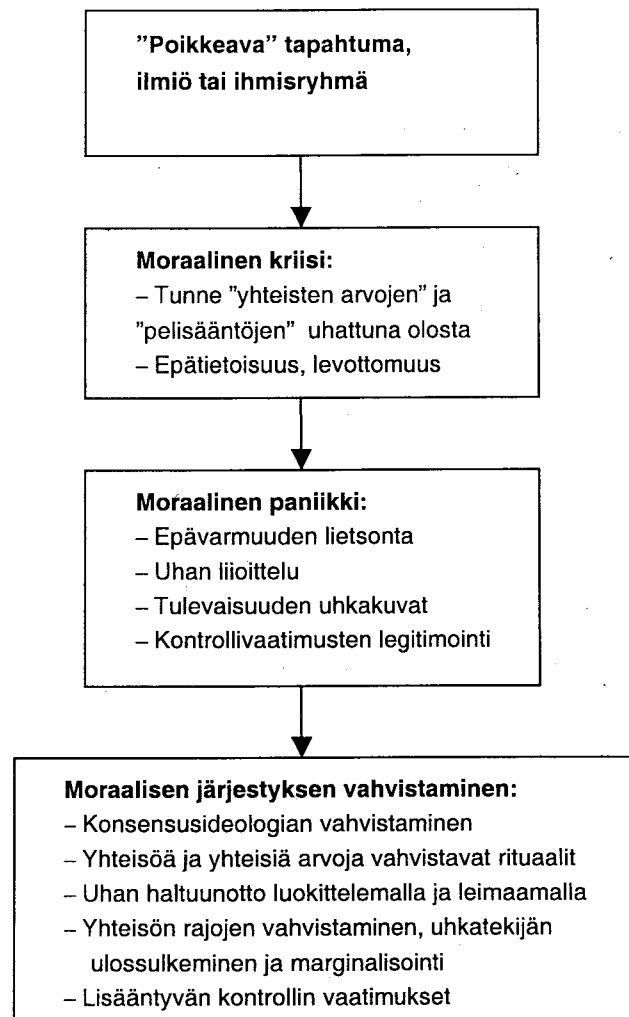 ”Poikkeava” tapahtuma,
ilmiö tai ihmisryhmä
Moraalinen kriisi:
– Tunne ”yhteisten arvojen” ja
”pelisääntöjen” uhattuna olosta
– Epätietoisuus, levottomuus
Moraalinen paniikki:
– Epävarmuuden lietsonta
– Uhan liioittelu
– Tulevaisuuden uhkakuvat
– Kontrollivaatimusten legitimointi
Moraalisen järjestyksen vahvistaminen:
– Konsensusideologian vahvistaminen
– Yhteisöä ja yhteisiä arvoja vahvistavat rituaalit
– Uhan haltuunotto luokittelemalla ja leimaamalla
– Yhteisön rajojen vahvistaminen, uhkatekijän
ulossulkeminen ja marginalisointi
– Lisääntyvän kontrollin vaatimukset